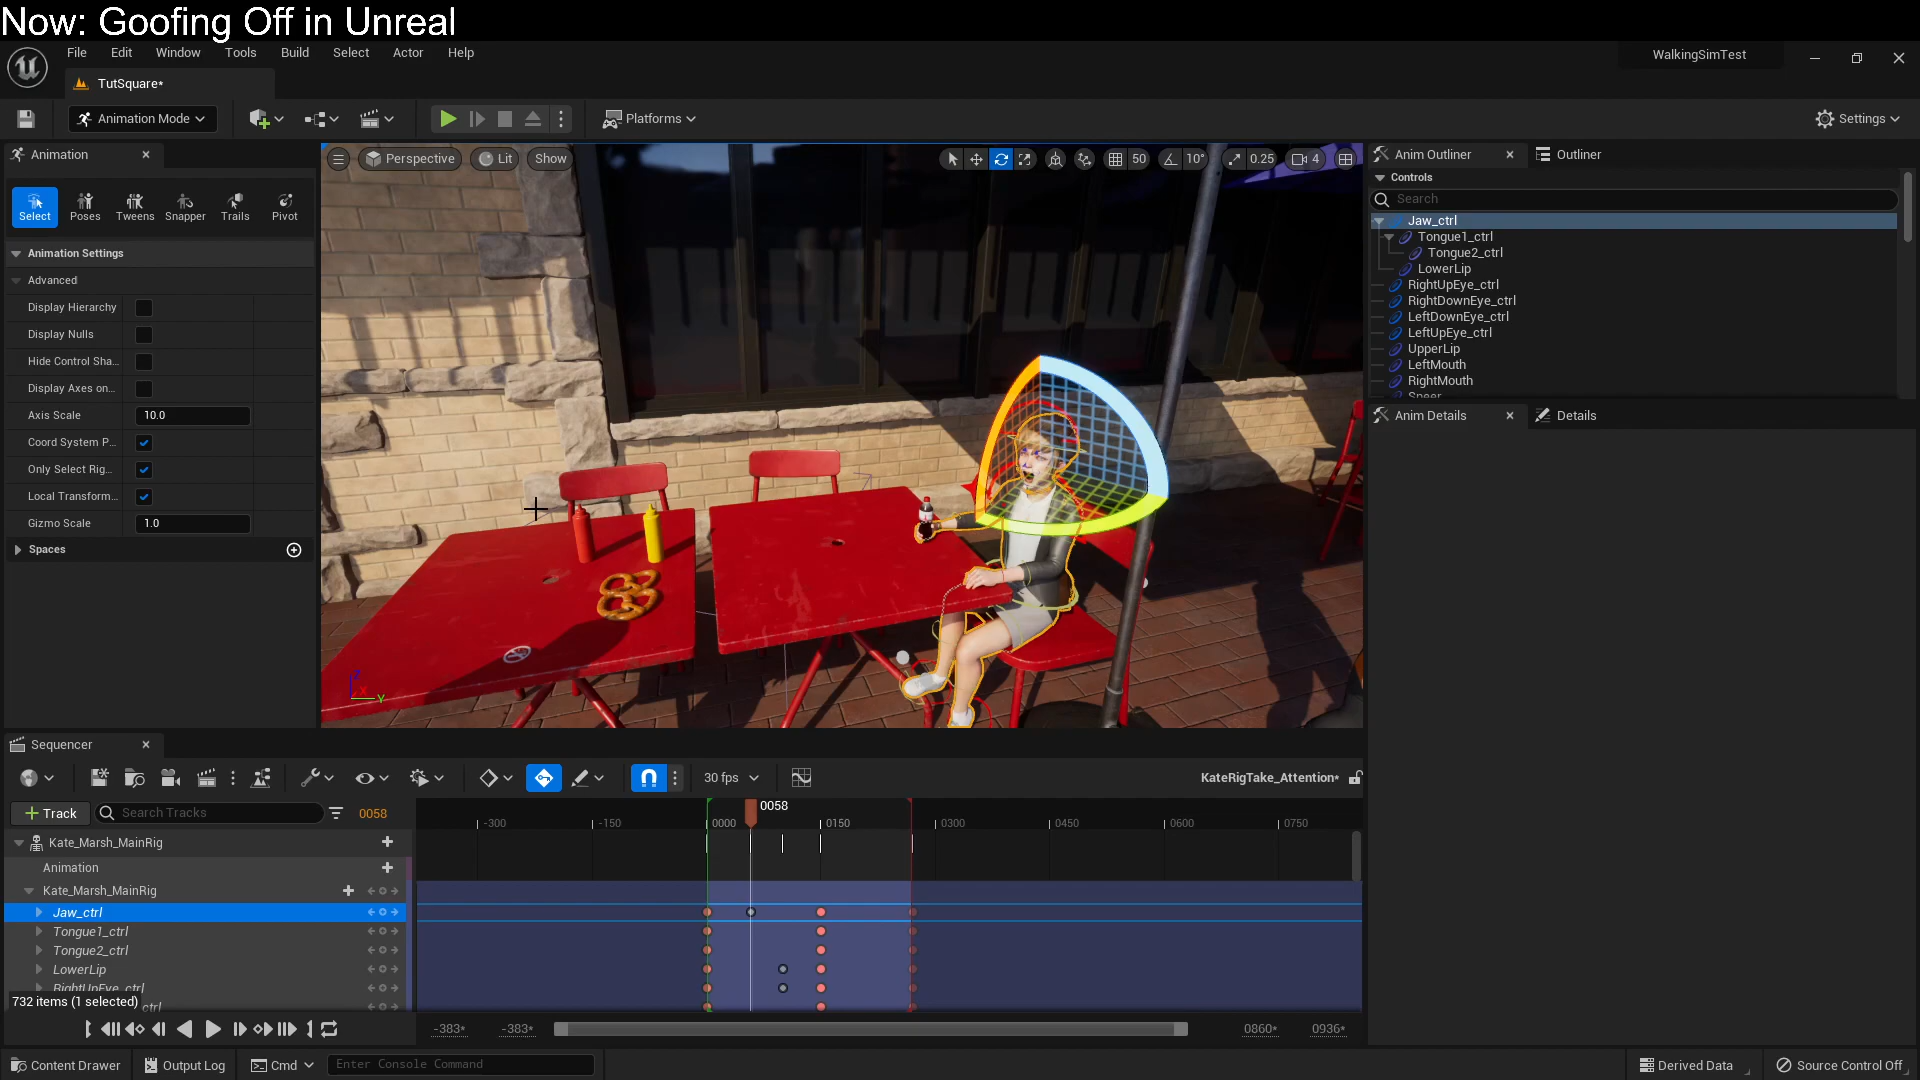 Now: Goofing Off in Unreal
File Edit Window Tools Build Select Actor Help
WalkingSimTest
TutSquare*
Animation Mode
Platforms
Settings
Animation
Perspective
Lit
Show
50
10°
0.25
4
Anim Outliner
Outliner
Controls
Search
Select
Poses
Tweens
Snapper
Trails
Pivot
Jaw_ctrl
Tongue1_ctrl
Tongue2_ctrl
LowerLip
RightUpEye_ctrl
RightDownEye_ctrl
LeftDownEye_ctrl
LeftUpEye_ctrl
UpperLip
LeftMouth
RightMouth
Sneer
Animation Settings
Advanced
Display Hierarchy
Display Nulls
Hide Control Sha...
Display Axes on...
Axis Scale 10.0
Coord System P...
Only Select Rig...
Local Transform...
Gizmo Scale 1.0
Spaces
Anim Details
Details
Z
X
Y
Sequencer
30 fps
KateRigTake_Attention*
Track
Search Tracks
0058
0058
-300 -150 0000 0150 0300 0450 0600 0750
Kate_Marsh_MainRig
Animation
Kate_Marsh_MainRig
Jaw_ctrl
Tongue1_ctrl
Tongue2_ctrl
LowerLip
RightUpEye_ctrl
732 items (1 selected)
ctrl
-383* -383* 0860* 0936*
Content Drawer
Output Log
Cmd
Enter Console Command
Derived Data
Source Control Off